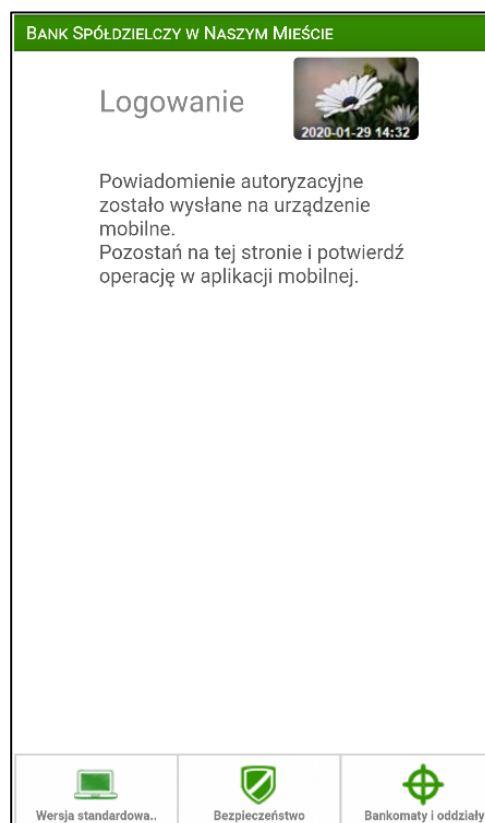 BANK SPÓŁDZIELCZY W NASZYM MIEŚCIE
Logowanie
2020-01-29 14:32
Powiadomienie autoryzacyjne
zostało wysłane na urządzenie
mobilne.
Pozostań na tej stronie i potwierdź
operację w aplikacji mobilnej.
Wersja standardowa..
Bezpieczeństwo
Bankomaty i oddziały